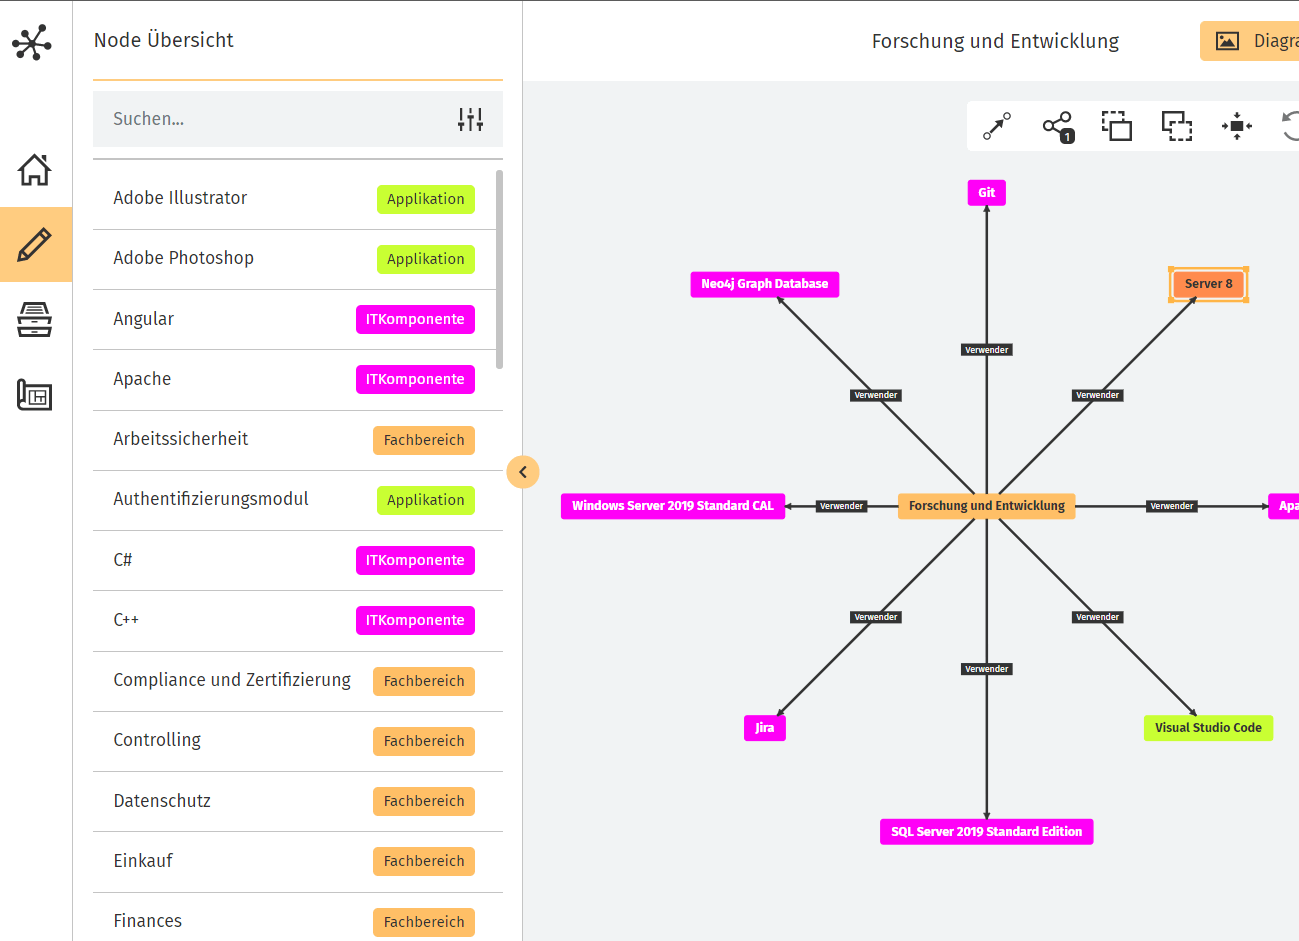 Node Übersicht
Forschung und Entwicklung
Diagra
Suchen...
1
Adobe Illustrator
Applikation
Adobe Photoshop
Applikation
Angular
ITKomponente
Apache
ITKomponente
Arbeitssicherheit
Fachbereich
Authentifizierungsmodul
Applikation
C#
ITKomponente
C++
ITKomponente
Compliance und Zertifizierung
Fachbereich
Controlling
Fachbereich
Datenschutz
Fachbereich
Einkauf
Fachbereich
Finances
Fachbereich
Git
Neo4j Graph Database
Server 8
Verwender
Verwender
Verwender
Windows Server 2019 Standard CAL
Verwender
Forschung und Entwicklung
Verwender
Apa
Verwender
Verwender
Verwender
Jira
Visual Studio Code
SQL Server 2019 Standard Edition